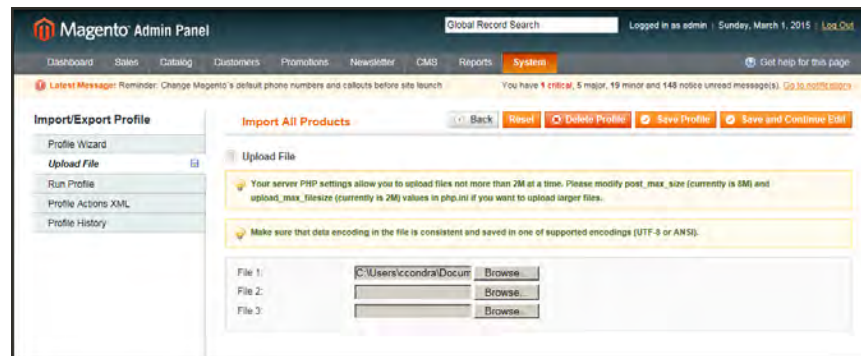 Magento Admin Panel
Global Record Search
Logged in as admin | Sunday, March 1, 2015 | Log Out
Dashboard Sales Catalog Customers Promotions Newsletter CMS Reports System
Get help for this page
Latest Message: Reminder: Change Magento's default phone numbers and callouts before site launch
You have 1 critical, 5 major, 19 minor and 148 notice unread message(s). Go to notifications
Import/Export Profile
Profile Wizard
Upload File
Run Profile
Profile Actions XML
Profile History
Import All Products
Back Reset Delete Profile Save Profile Save and Continue Edit
Upload File
Your server PHP settings allow you to upload files not more than 2M at a time. Please modify post_max_size (currently is 8M) and
upload_max_filesize (currently is 2M) values in php.ini if you want to upload larger files.
Make sure that data encoding in the file is consistent and saved in one of supported encodings (UTF-8 or ANSI).
File 1: C:\Users\ccondra\Docum Browse...
File 2: Browse...
File 3: Browse...